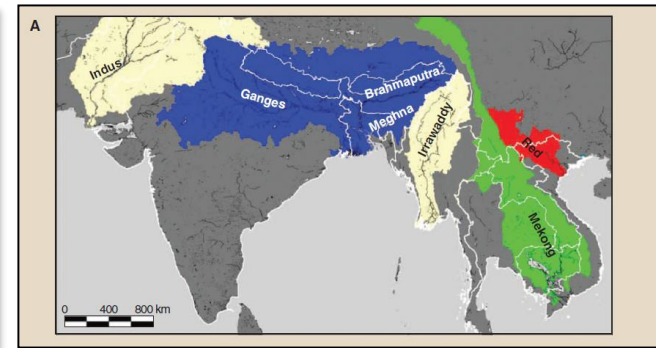 A
Indus
Ganges
Brahmaputra
Meghna
Irrawaddy
Red
Mekong
0 400 800 km